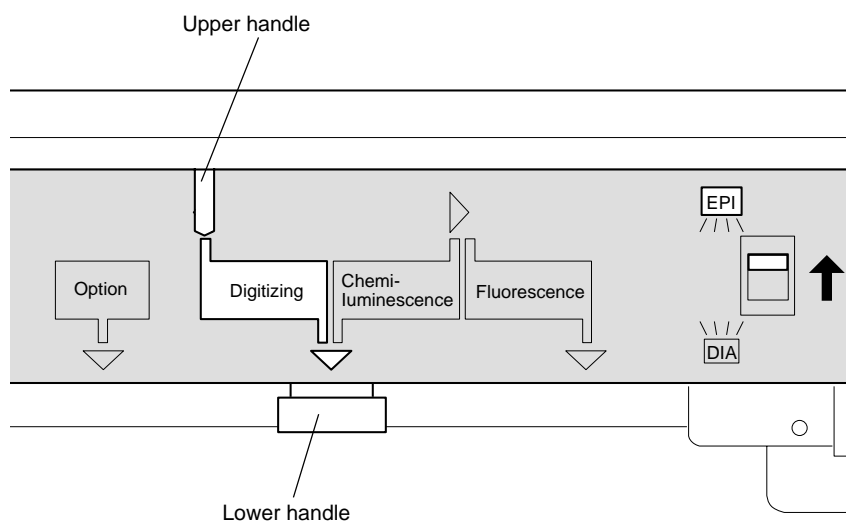 Upper handle
EPI
Option
Digitizing
Chemi-
luminescence
Fluorescence
DIA
Lower handle